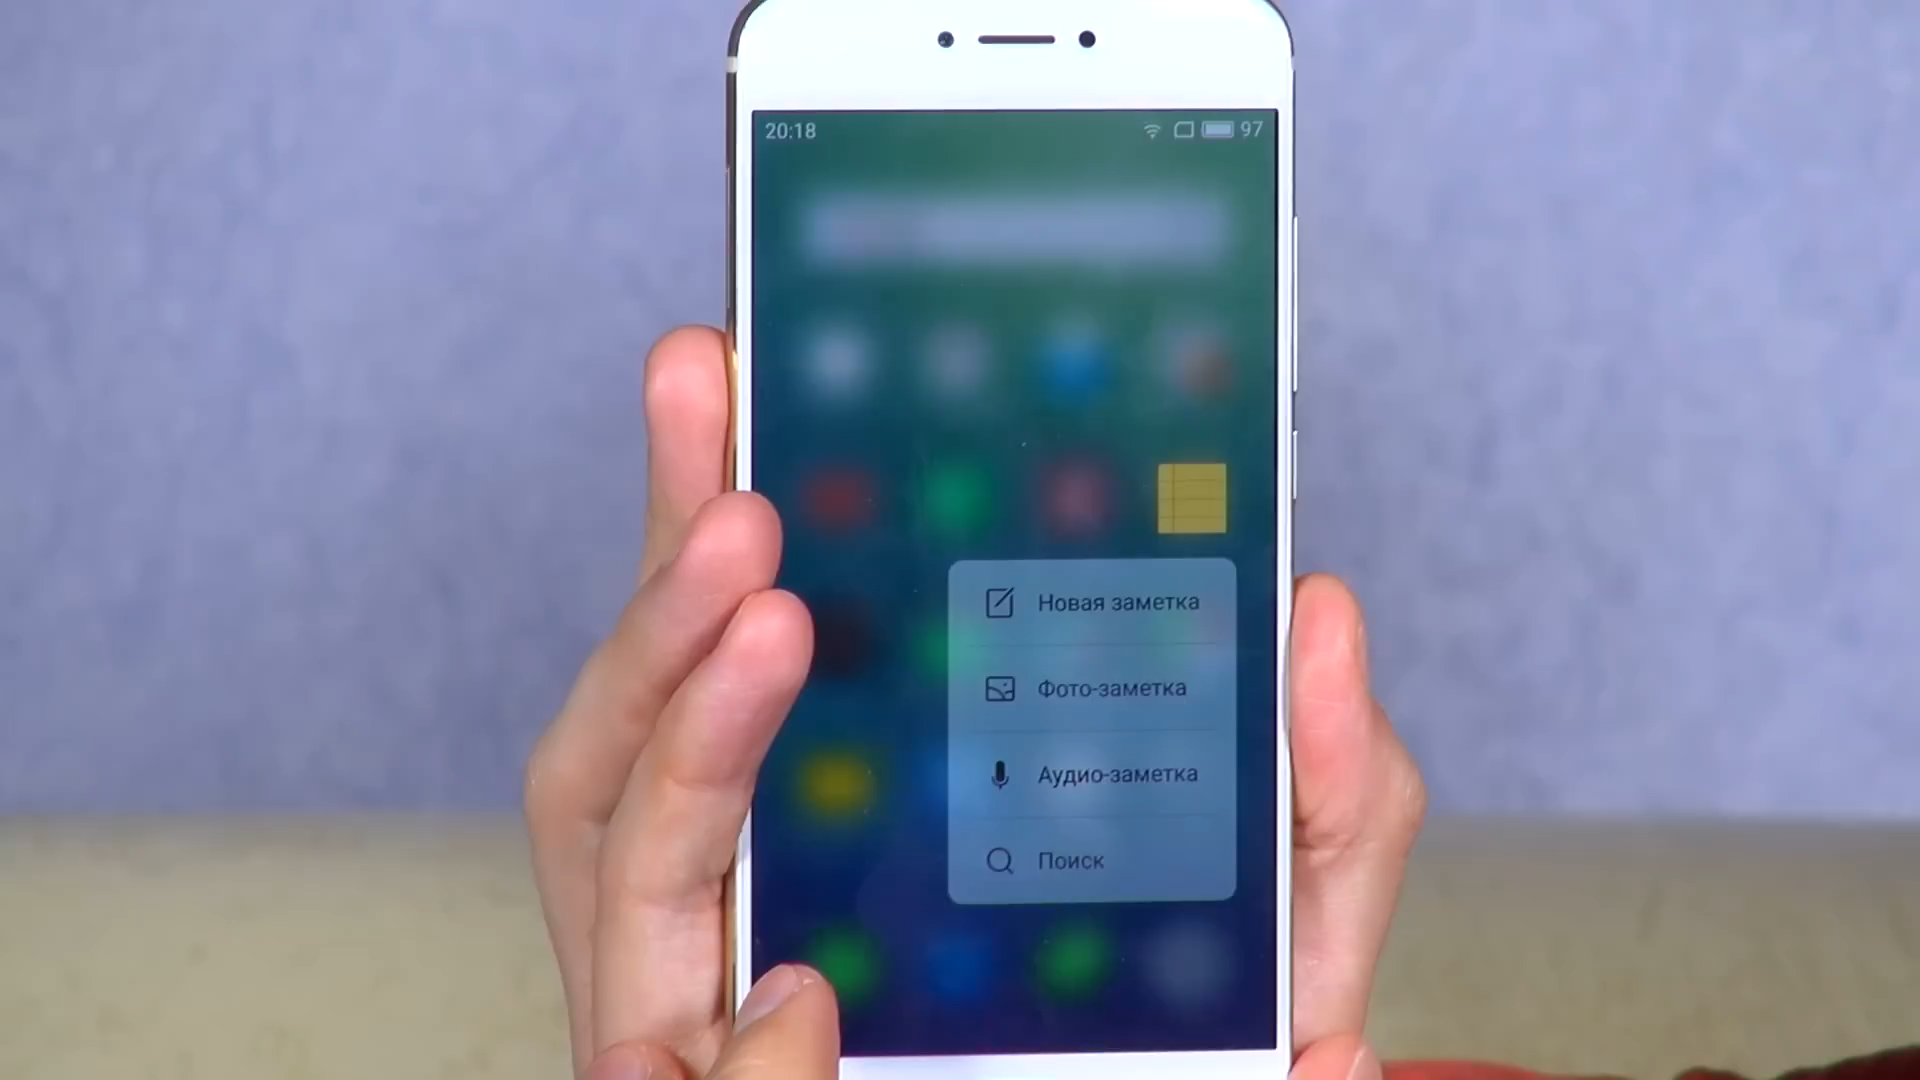 20:18
97
Новая заметка
Фото-заметка
Аудио-заметка
Поиск